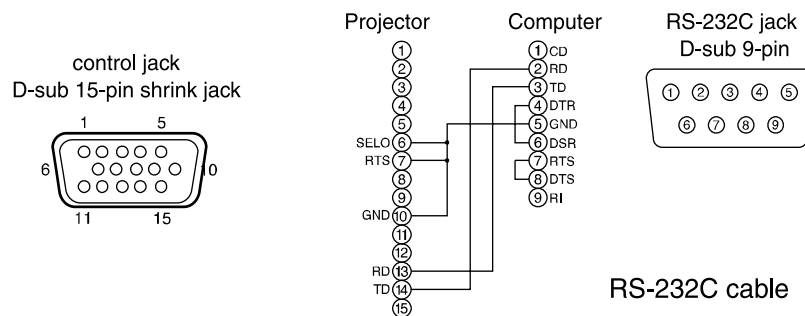 control jack
D-sub 15-pin shrink jack
1 5
6 10
11 15
Projector
1
2
3
4
5
SELO 6
RTS 7
8
9
GND 10
11
12
RD 13
TD 14
15
Computer
1 CD
2 RD
3 TD
4 DTR
5 GND
6 DSR
7 RTS
8 DTS
9 RI
RS-232C jack
D-sub 9-pin
1 2 3 4 5
6 7 8 9
RS-232C cable